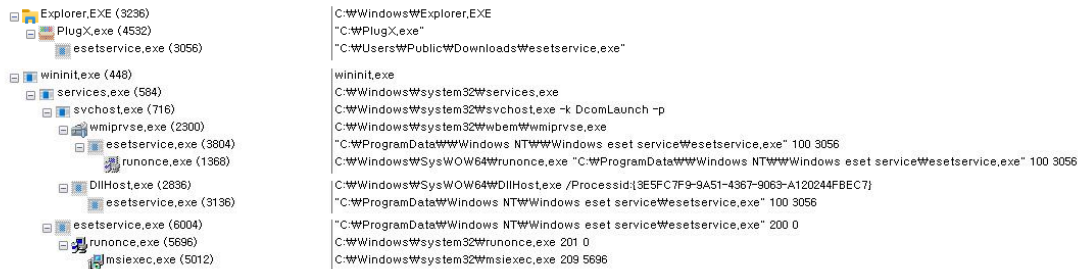 Explorer,EXE (3236) C:₩Windows₩Explorer,EXE
PlugX,exe (4532) "C:₩PlugX,exe"
esetservice,exe (3056) "C:₩Users₩Public₩Downloads₩esetservice,exe"
wininit,exe (448) wininit,exe
services,exe (584) C:₩Windows₩system32₩services,exe
svchost,exe (716) C:₩Windows₩system32₩svchost,exe -k DcomLaunch -p
wmiprvse,exe (2300) C:₩Windows₩system32₩wbem₩wmiprvse,exe
esetservice,exe (3804) "C:₩ProgramData₩₩Windows NT₩₩Windows eset service₩esetservice,exe" 100 3056
runonce,exe (1368) C:₩Windows₩SysWOW64₩runonce,exe "C:₩ProgramData₩₩Windows NT₩₩Windows eset service₩esetservice,exe" 100 3056
DllHost,exe (2836) C:₩Windows₩SysWOW64₩DllHost,exe /Processid:{3E5FC7F9-9A51-4367-9063-A120244FBEC7}
esetservice,exe (3136) "C:₩ProgramData₩Windows NT₩Windows eset service₩esetservice,exe" 100 3056
esetservice,exe (6004) "C:₩ProgramData₩Windows NT₩Windows eset service₩esetservice,exe" 200 0
runonce,exe (5696) C:₩Windows₩system32₩runonce,exe 201 0
msiexec,exe (5012) C:₩Windows₩system32₩msiexec,exe 209 5696